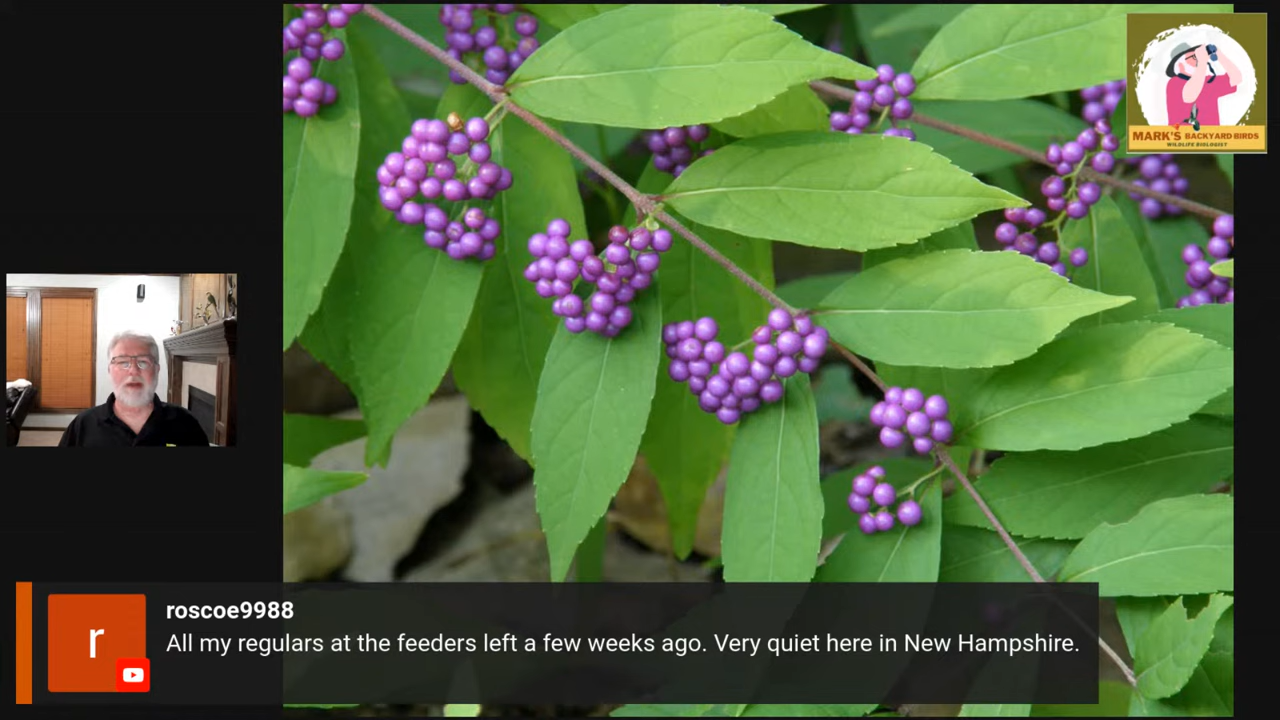 MARK'S BACKYARD BIRDS
WILDLIFE BIOLOGIST
r
roscoe9988
All my regulars at the feeders left a few weeks ago. Very quiet here in New Hampshire.